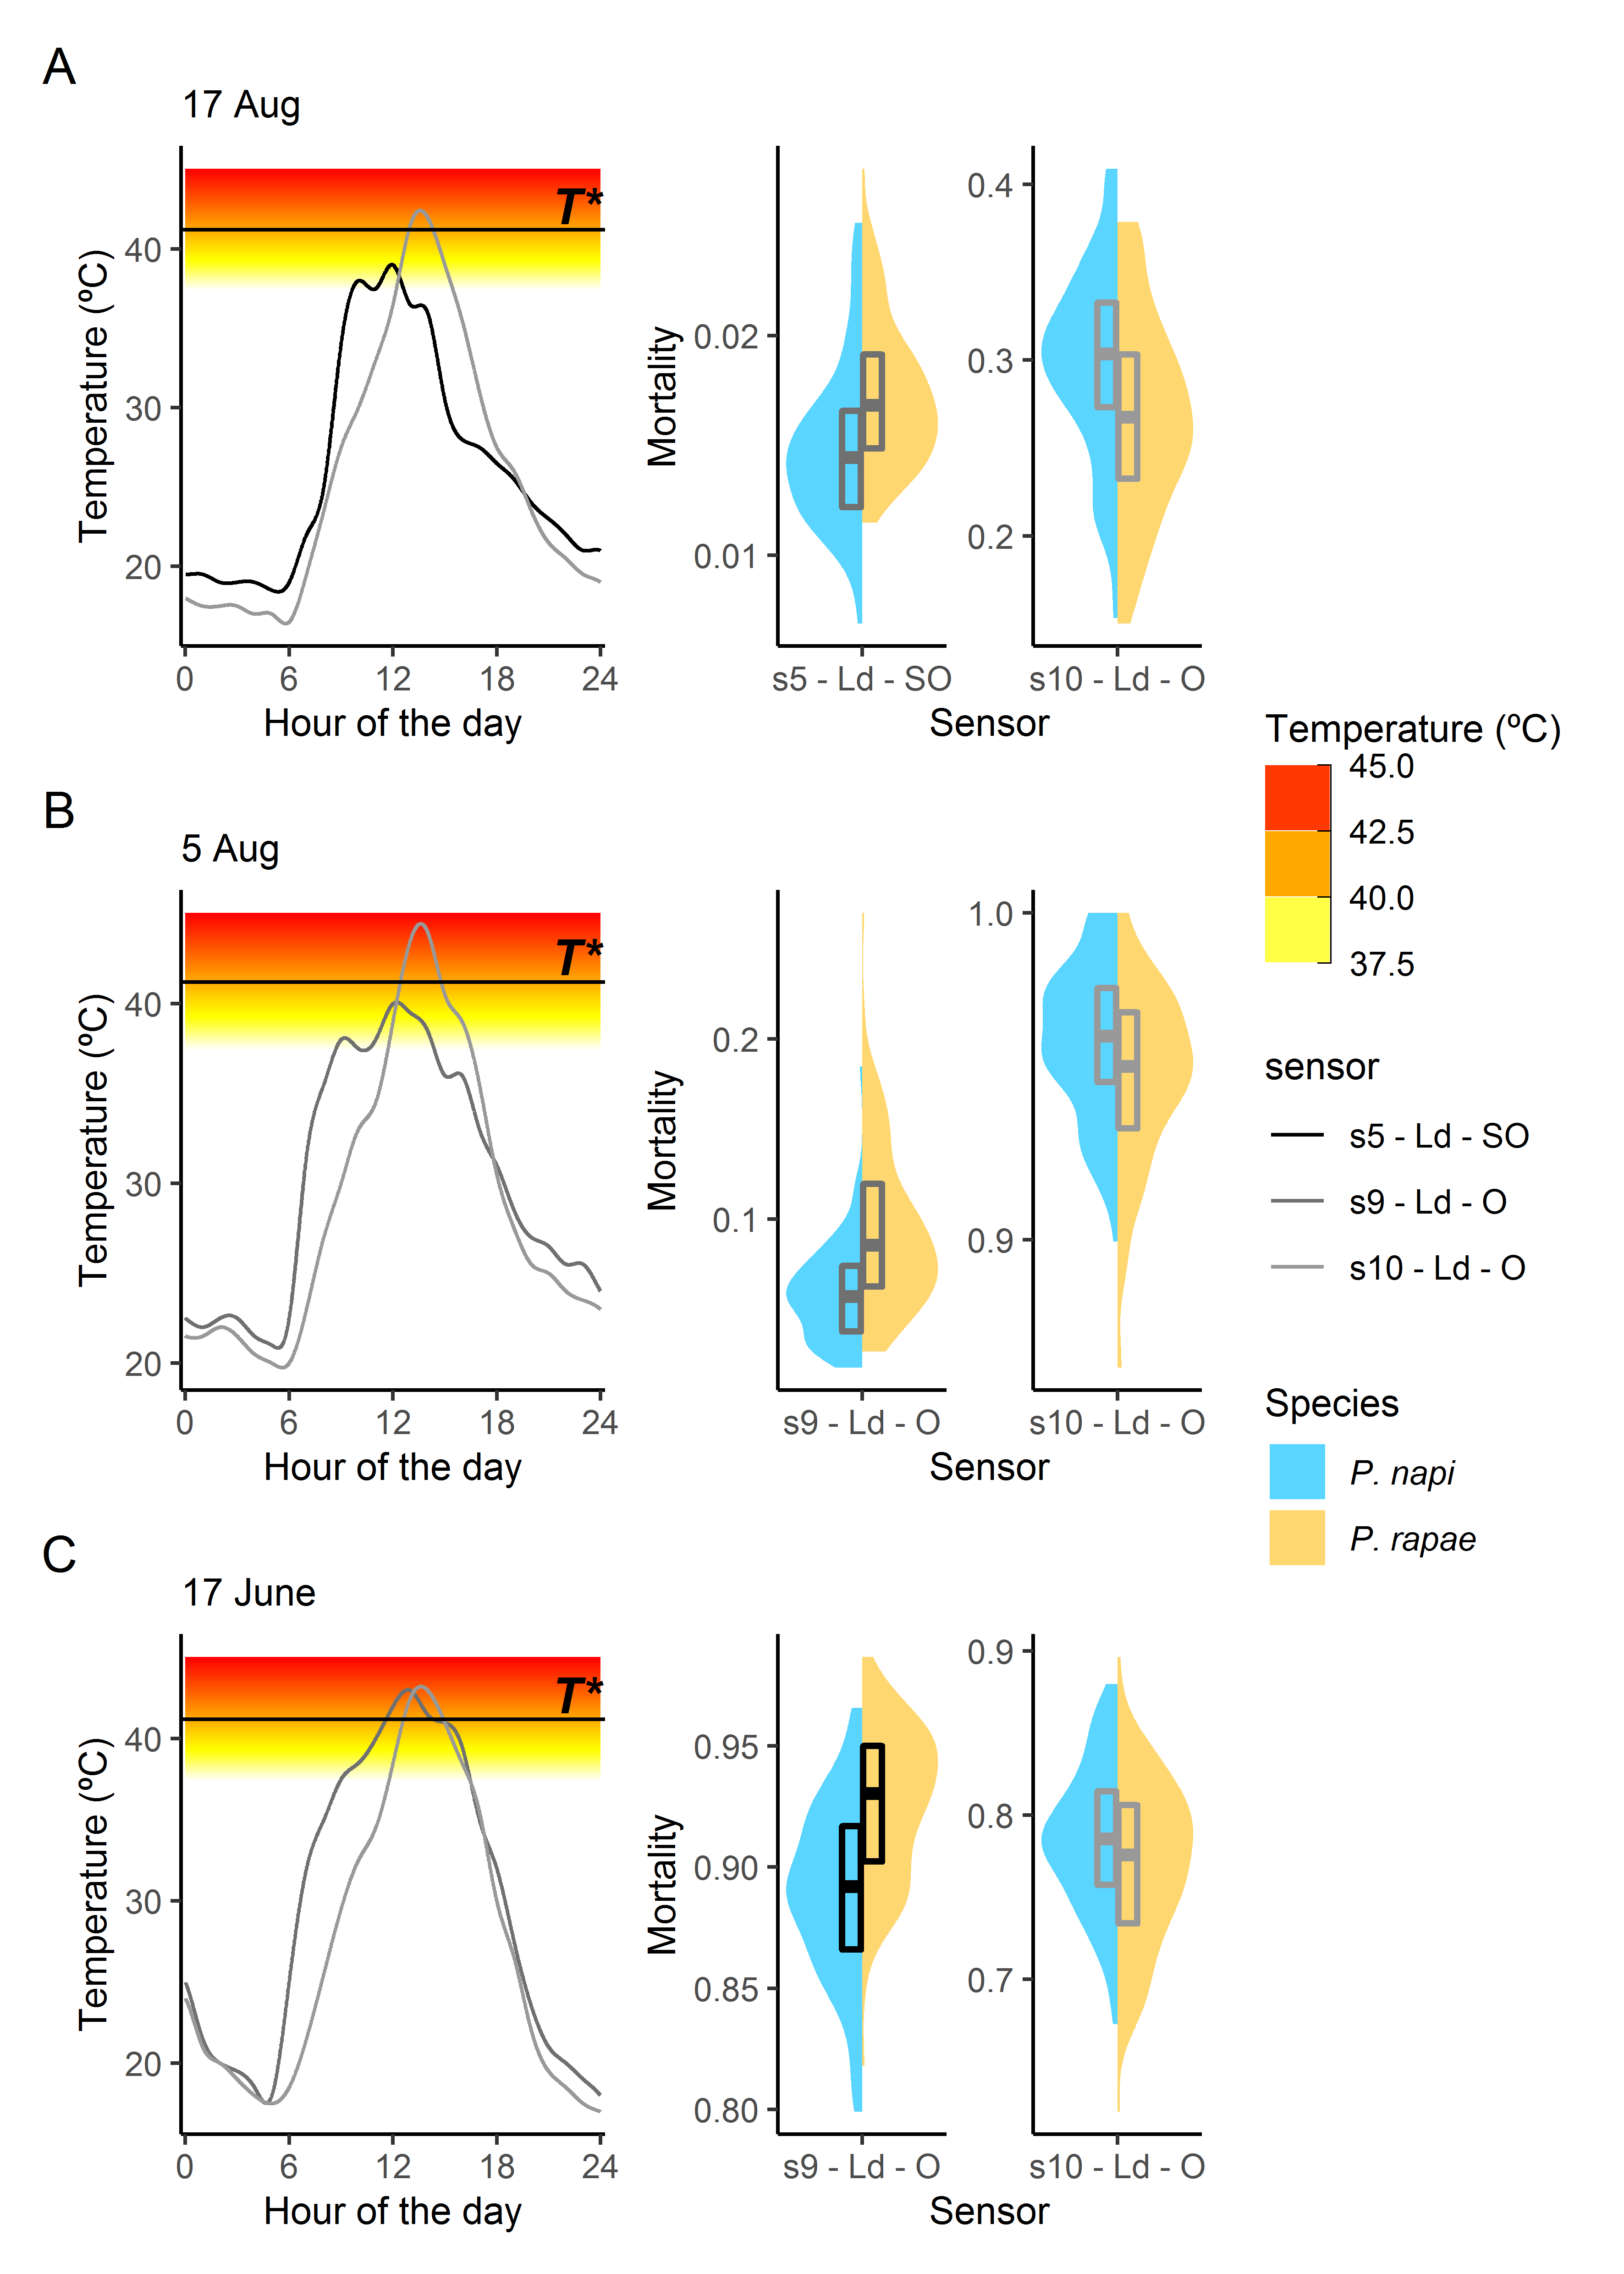 A
17 Aug
T*
40
30
20
Temperature (ºC)
0 6 12 18 24
Hour of the day
Mortality
0.02
0.01
s5 - Ld - SO
0.4
0.3
0.2
s10 - Ld - O
Sensor
B
5 Aug
T*
40
30
20
Temperature (ºC)
0 6 12 18 24
Hour of the day
Mortality
0.2
0.1
s9 - Ld - O
1.0
0.9
s10 - Ld - O
Sensor
C
17 June
T*
40
30
20
Temperature (ºC)
0 6 12 18 24
Hour of the day
Mortality
0.95
0.90
0.85
0.80
s9 - Ld - O
0.9
0.8
0.7
s10 - Ld - O
Sensor
Temperature (ºC)
45.0
42.5
40.0
37.5
sensor
s5 - Ld - SO
s9 - Ld - O
s10 - Ld - O
Species
P. napi
P. rapae